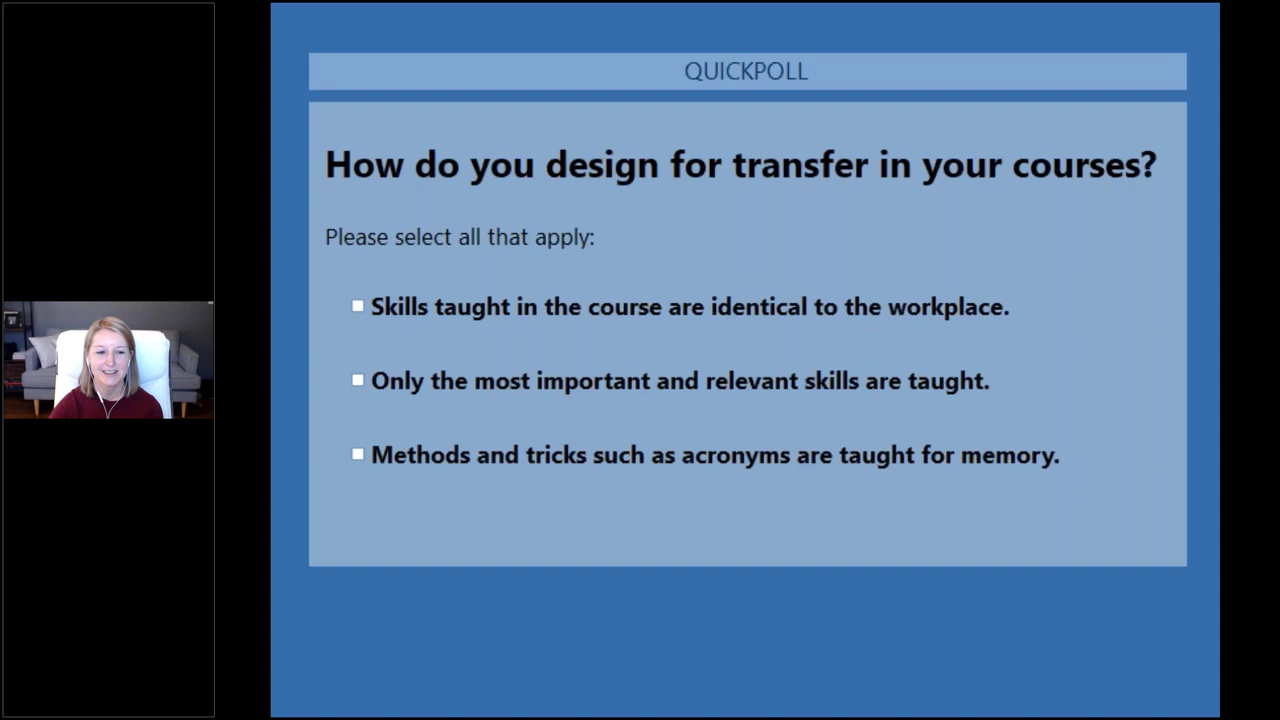 QUICKPOLL
How do you design for transfer in your courses?
Please select all that apply:
Skills taught in the course are identical to the workplace.
Only the most important and relevant skills are taught.
Methods and tricks such as acronyms are taught for memory.